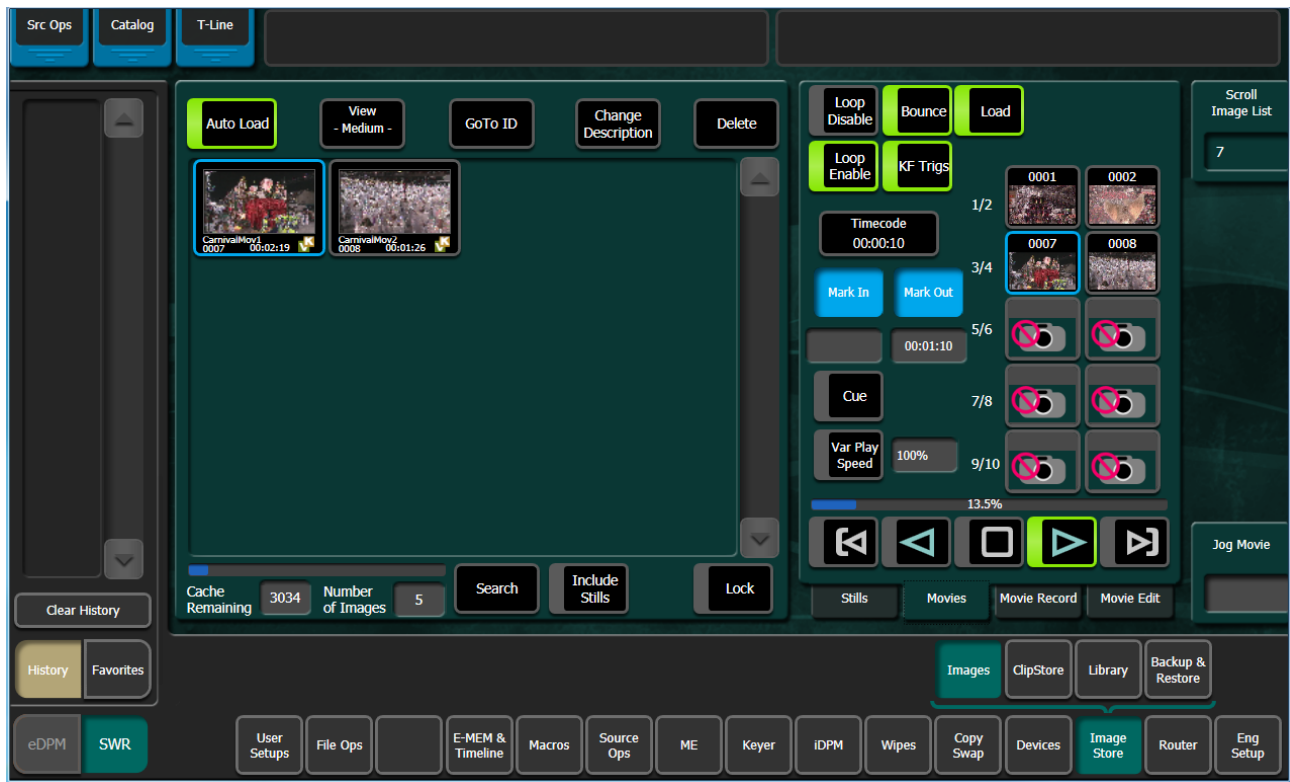 Src Ops
Catalog
T-Line
Auto Load
View
- Medium -
GoTo ID
Change
Description
Delete
CarnivalMov1
0007 00:02:19
CarnivalMov2
0008 00:01:26
Cache
Remaining
3034
Number
of Images
5
Search
Include
Stills
Lock
Loop
Disable
Bounce
Load
Loop
Enable
KF Trigs
Timecode
00:00:10
Mark In
Mark Out
00:01:10
Cue
Var Play
Speed
100%
1/2
0001
0002
3/4
0007
0008
5/6
7/8
9/10
13.5%
Stills
Movies
Movie Record
Movie Edit
Scroll
Image List
7
Jog Movie
Clear History
History
Favorites
Images
ClipStore
Library
Backup &
Restore
eDPM
SWR
User
Setups
File Ops
E-MEM &
Timeline
Macros
Source
Ops
ME
Keyer
iDPM
Wipes
Copy
Swap
Devices
Image
Store
Router
Eng
Setup